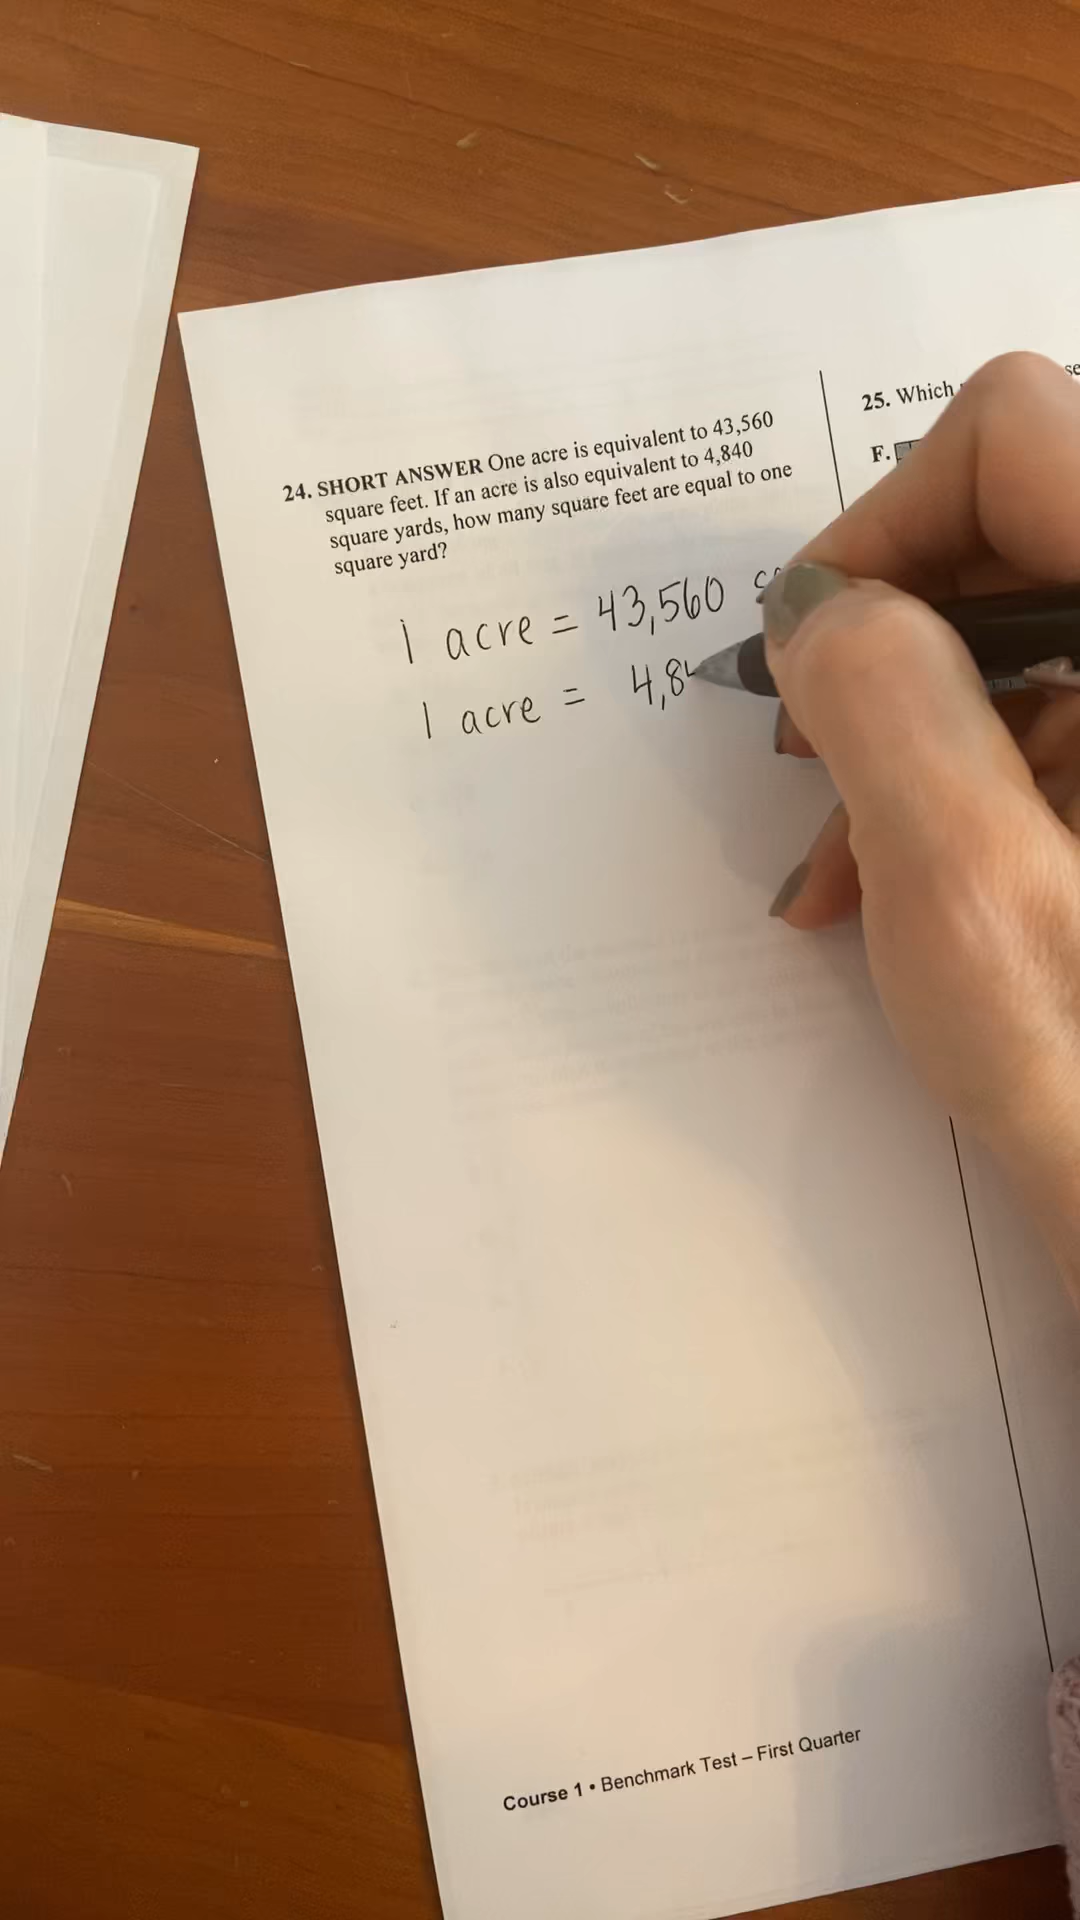 24. SHORT ANSWER One acre is equivalent to 43,560
square feet. If an acre is also equivalent to 4,840
square yards, how many square feet are equal to one
square yard?
1 acre = 43,560
1 acre = 4,8
25. Which
se
F.
Course 1 • Benchmark Test – First Quarter